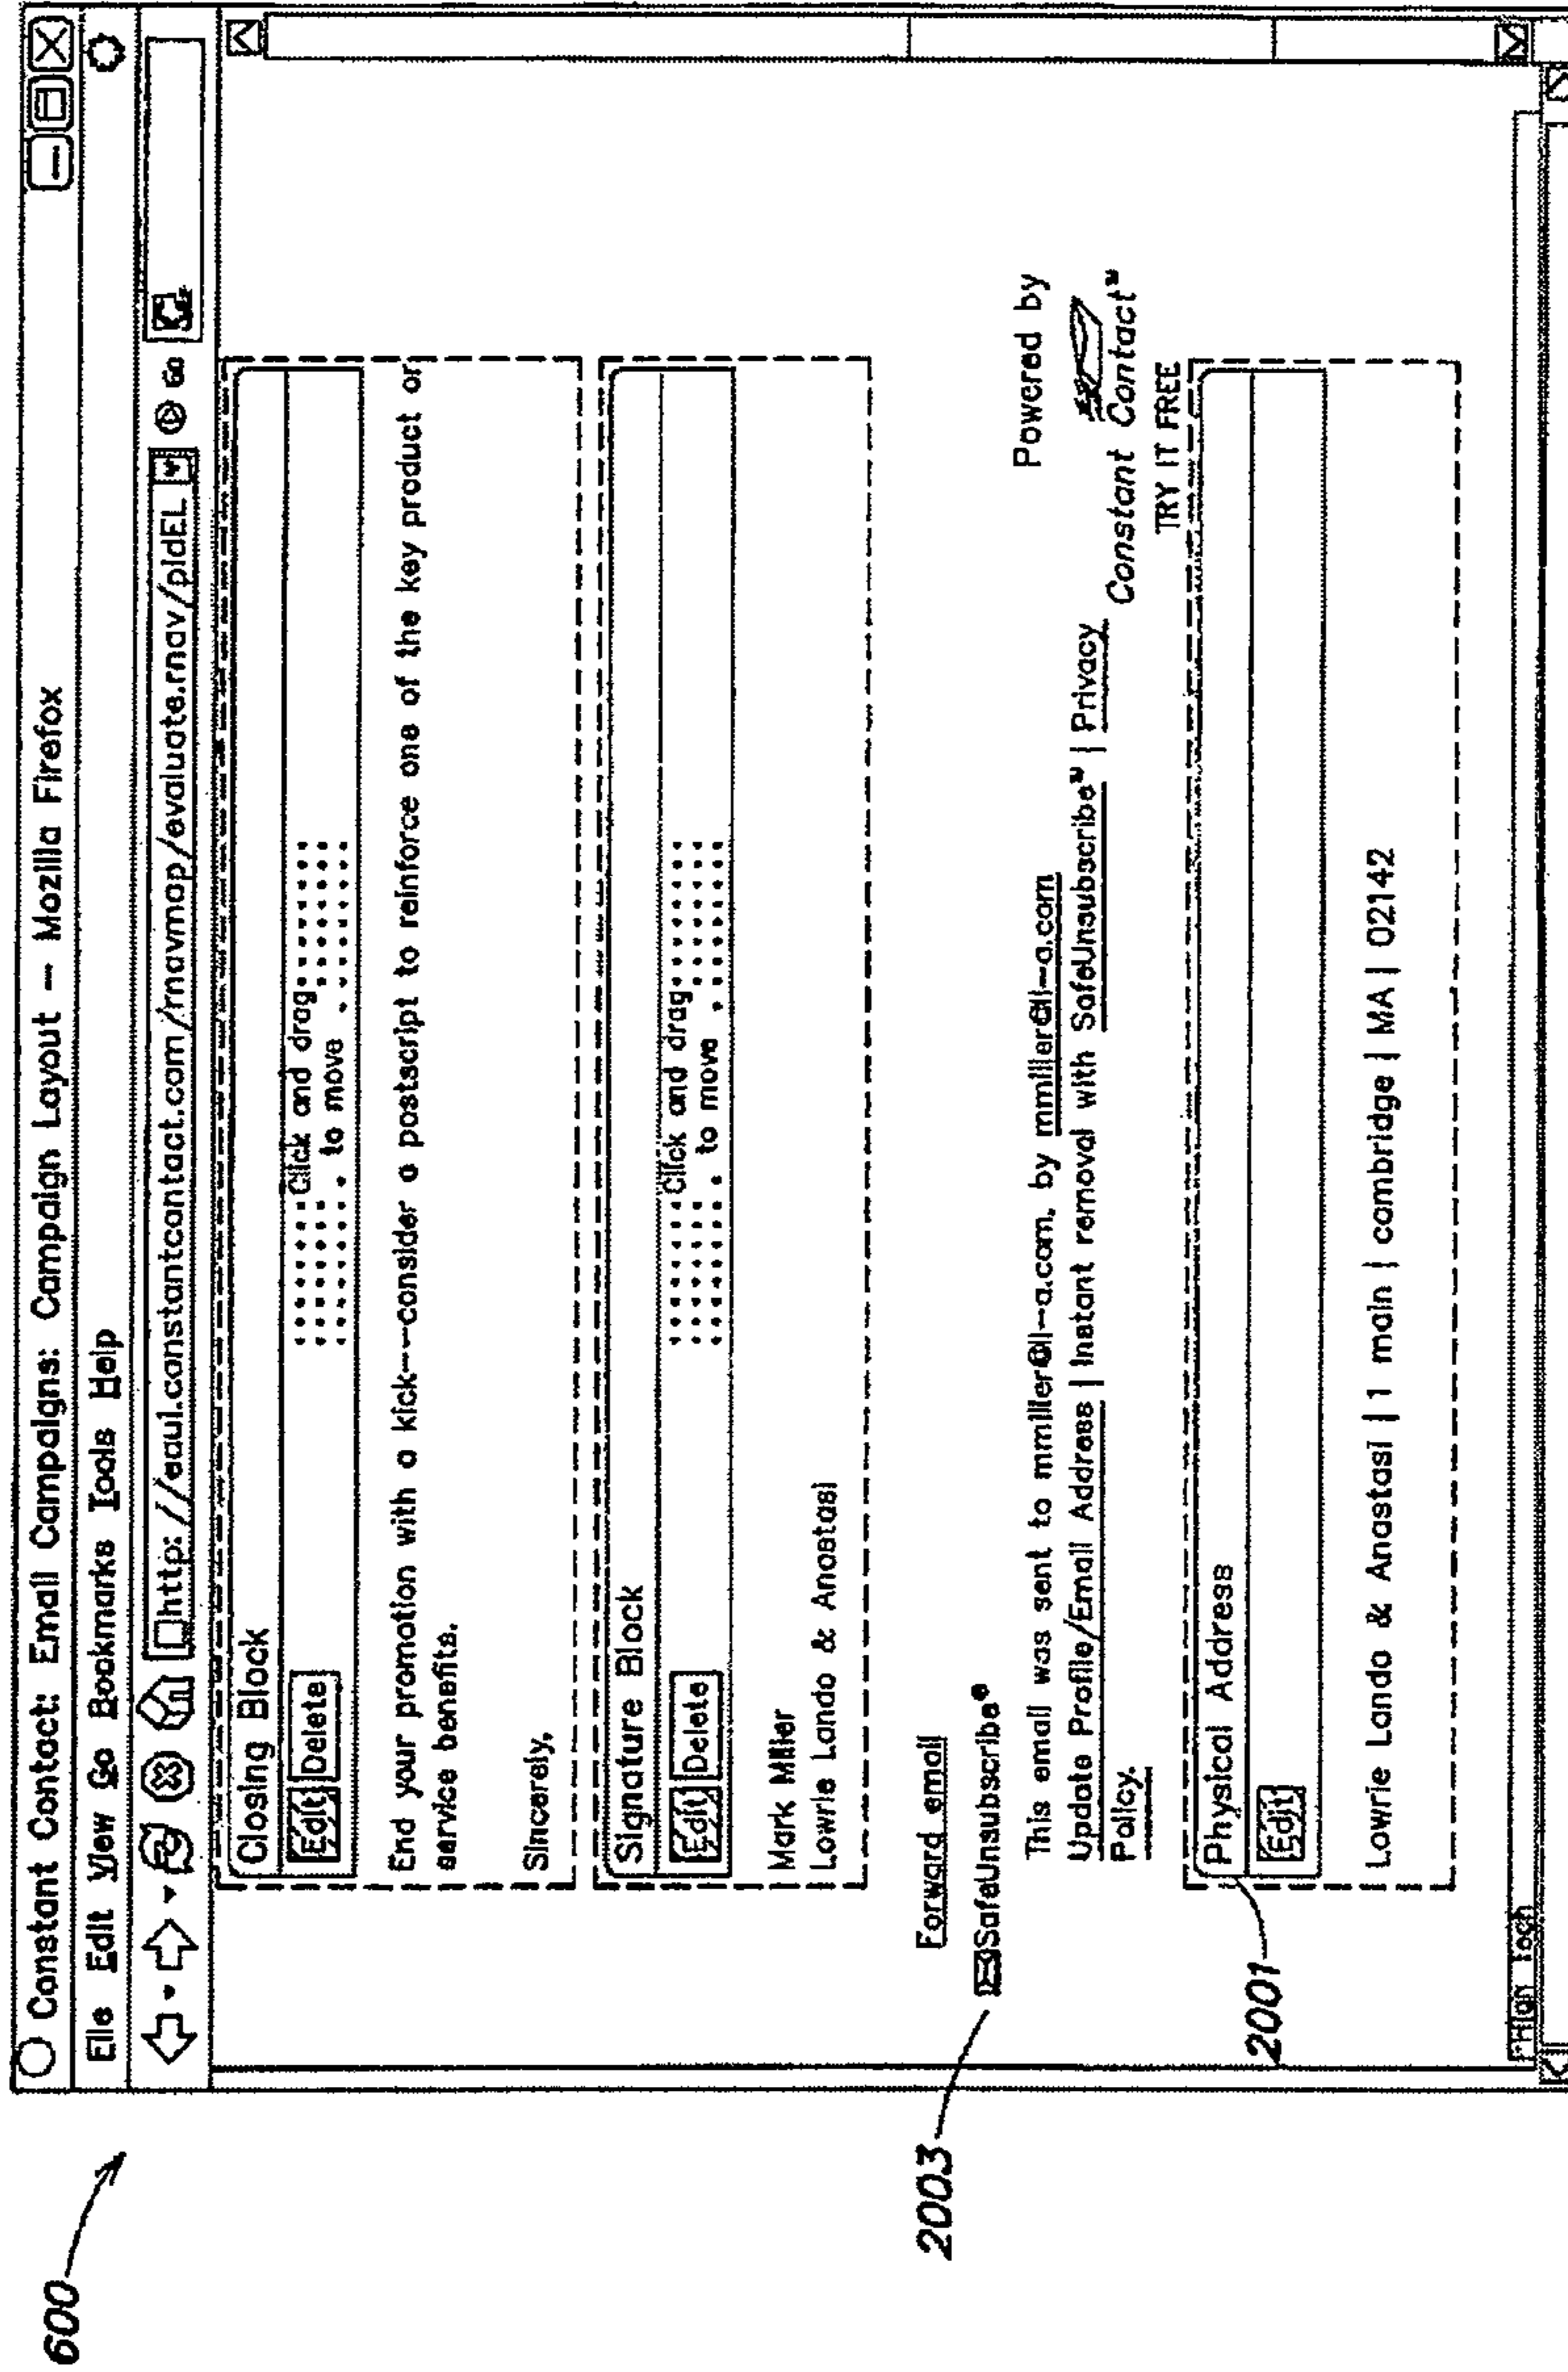 600
Constant Contact: Email Campaigns: Campaign Layout — Mozilla Firefox
File Edit View Go Bookmarks Tools Help
http://eaul.constantcontact.com/rnavmap/evaluate.rnav/pIdEL GO
Closing Block
Edit Delete
Click and drag
to move
End your promotion with a kick--consider a postscript to reinforce one of the key product or
service benefits.
Sincerely,
Signature Block
Edit Delete
Click and drag
to move
Mark Miller
Lowrie Lando & Anastasi
Forward email
2003
SafeUnsubscribe®
This email was sent to mmiller@ll-a.com, by mmiller@ll-a.com
Update Profile/Email Address | Instant removal with SafeUnsubscribe™ | Privacy
Policy.
Powered by
Constant Contact™
TRY IT FREE
2001
Physical Address
Edit
Lowrie Lando & Anastasi | 1 main | cambridge | MA | 02142